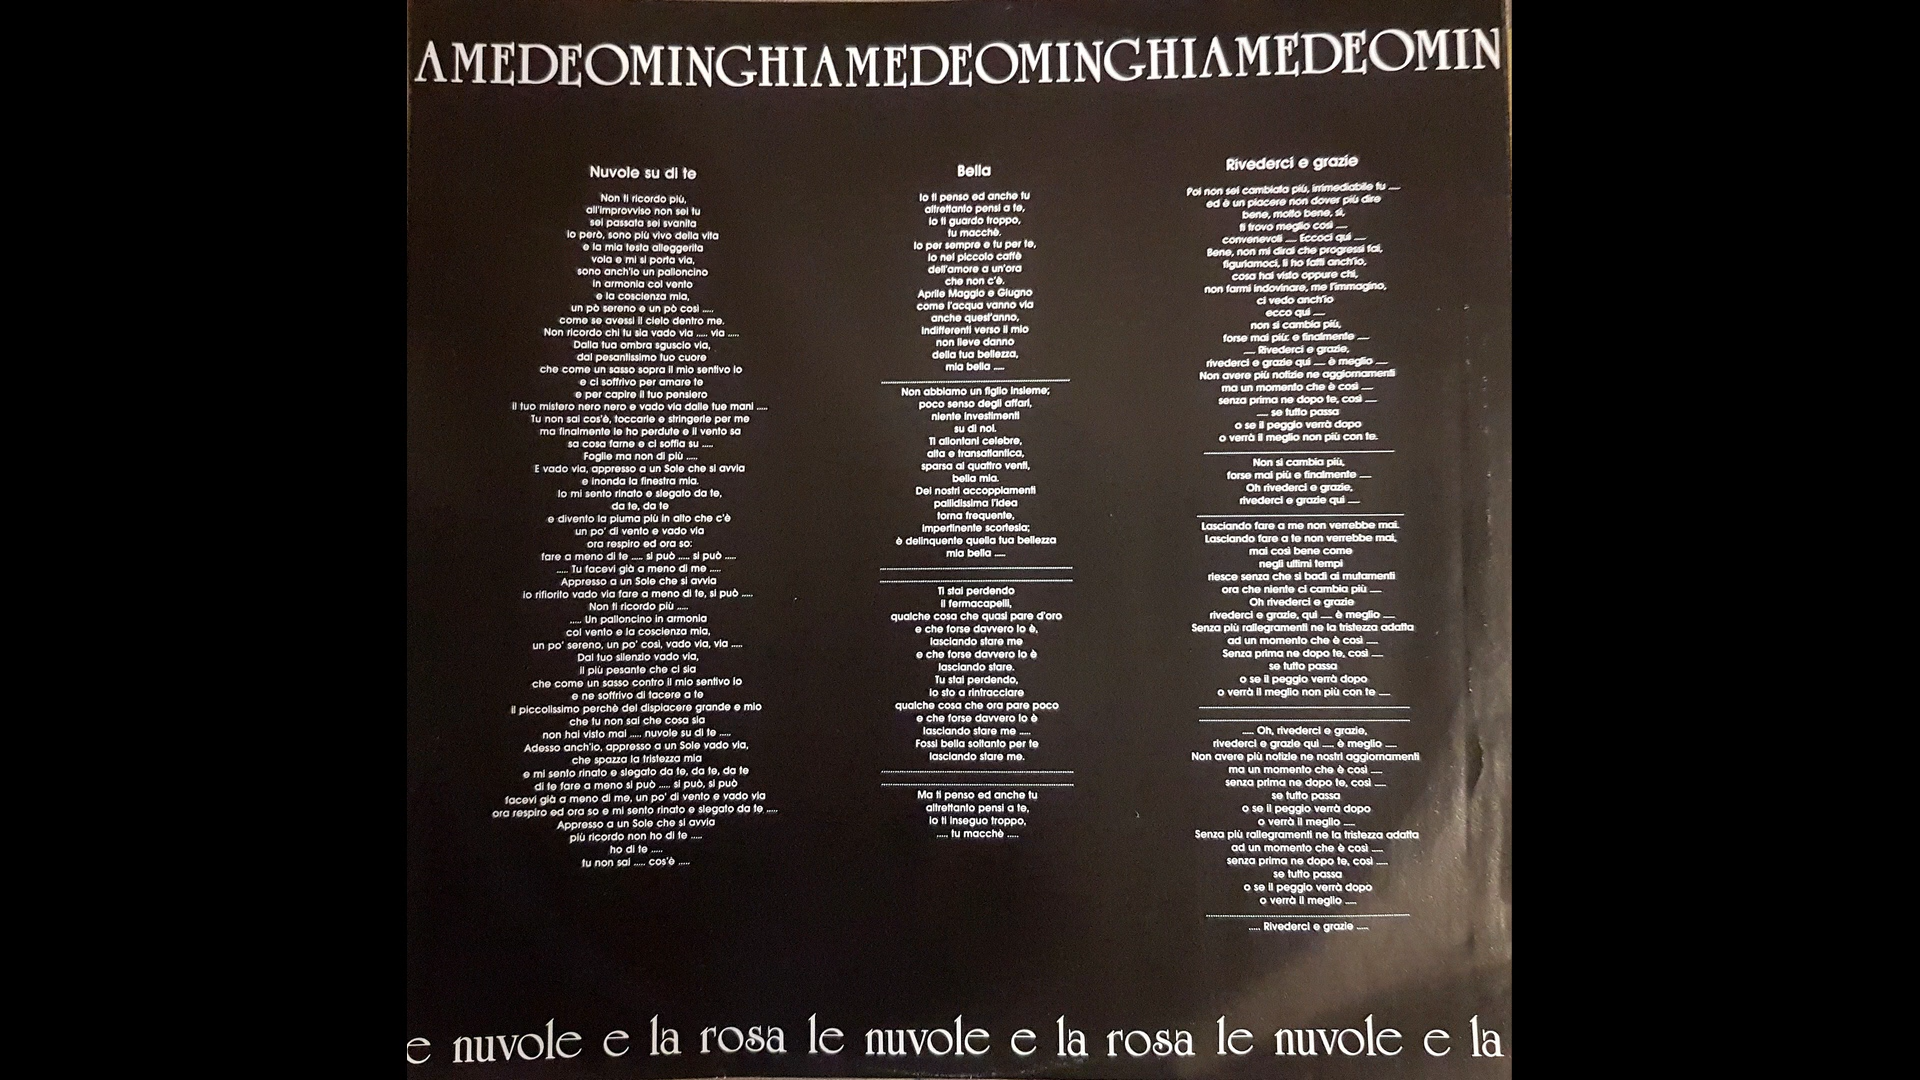 AMEDEOMINGHIAMEDEOMINGHIAMEDEOMIN
Nuvole su di te
Non ti ricordo più,
all'improvviso non sei tu
sei passata sei svanita
Io però, sono più vivo della vita
e la mia testa alleggerita
vola e mi si porta via,
sono anch'io un palloncino
in armonia col vento
e la coscienza mia,
un pò sereno e un pò così .....
come se avessi il cielo dentro me.
Non ricordo chi tu sia vado via ..... via .....
Dalla tua ombra sguscio via,
dal pesantissimo tuo cuore
che come un sasso sopra il mio sentivo io
e ci soffrivo per amare te
e per capire il tuo pensiero
il tuo mistero nero nero e vado via dalle tue mani .....
Tu non sai cos'è, toccarle e stringerle per me
ma finalmente le ho perdute e il vento sa
sa cosa farne e ci soffia su .....
Foglie ma non di più .....
E vado via, appresso a un Sole che si avvia
e inonda la finestra mia.
Io mi sento rinato e slegato da te,
da te, da te
e divento la piuma più in alto che c'è
un po' di vento e vado via
ora respiro ed ora so:
fare a meno di te ..... si può ..... si può .....
..... Tu facevi già a meno di me .....
Appresso a un Sole che si avvia
io rifiorito vado via fare a meno di te, si può .....
Non ti ricordo più .....
..... Un palloncino in armonia
col vento e la coscienza mia,
un po' sereno, un po' così, vado via, via .....
Dal tuo silenzio vado via,
il più pesante che ci sia
che come un sasso contro il mio sentivo io
e ne soffrivo di tacere a te
il piccolissimo perchè del dispiacere grande e mio
che tu non sai che cosa sia
non hai visto mai ..... nuvole su di te .....
Adesso anch'io, appresso a un Sole vado via,
che spazza la tristezza mia
e mi sento rinato e slegato da te, da te, da te
di te fare a meno si può ..... si può, si può
facevi già a meno di me, un po' di vento e vado via
ora respiro ed ora so e mi sento rinato e slegato da te .....
Appresso a un Sole che si avvia
più ricordo non ho di te .....
ho di te .....
tu non sai ..... cos'è .....
Bella
Io ti penso ed anche tu
altrettanto pensi a te,
Io ti guardo troppo,
tu macchè.
Io per sempre e tu per te,
io nel piccolo caffè
dell'amore a un'ora
che non c'è.
Aprile Maggio e Giugno
come l'acqua vanno via
anche quest'anno,
indifferenti verso il mio
non lieve danno
della tua bellezza,
mia bella .....
Non abbiamo un figlio insieme;
poco senso degli affari,
niente investimenti
su di noi.
Ti allontani celebre,
alta e transatlantica,
sparsa ai quattro venti,
bella mia.
Dei nostri accoppiamenti
pallidissima l'idea
torna frequente,
impertinente scortesia;
è delinquente quella tua bellezza
mia bella .....
Ti stai perdendo
il fermacapelli,
qualche cosa che quasi pare d'oro
e che forse davvero lo è,
lasciando stare me
e che forse davvero lo è
lasciando stare.
Tu stai perdendo,
io sto a rintracciare
qualche cosa che ora pare poco
e che forse davvero lo è
lasciando stare me .....
Fossi bella soltanto per te
lasciando stare me.
Ma ti penso ed anche tu
altrettanto pensi a te,
Io ti inseguo troppo,
..... tu macchè .....
Rivederci e grazie
Poi non sei cambiata più, irrimediabile tu .....
ed è un piacere non dover più dire
bene, molto bene, sì,
ti trovo meglio così .....
convenevoli ..... Eccoci qui .....
Bene, non mi dirai che progressi fai,
figuriamoci, li ho fatti anch'io,
cosa hai visto oppure chi,
non farmi indovinare, me l'immagino,
ci vedo anch'io
ecco qui .....
non si cambia più,
forse mai più: e finalmente .....
..... Rivederci e grazie,
rivederci e grazie qui ..... è meglio .....
Non avere più notizie ne aggiornamenti
ma un momento che è così .....
senza prima ne dopo te, così .....
..... se tutto passa
o se il peggio verrà dopo
o verrà il meglio non più con te.
Non si cambia più,
forse mai più e finalmente .....
Oh rivederci e grazie,
rivederci e grazie qui .....
Lasciando fare a me non verrebbe mai.
Lasciando fare a te non verrebbe mai,
mai così bene come
negli ultimi tempi
riesce senza che si badi ai mutamenti
ora che niente ci cambia più .....
Oh rivederci e grazie
rivederci e grazie, qui ..... è meglio .....
Senza più rallegramenti ne la tristezza adatta
ad un momento che è così .....
Senza prima ne dopo te, così .....
se tutto passa
o se il peggio verrà dopo
o verrà il meglio non più con te .....
..... Oh, rivederci e grazie,
rivederci e grazie qui ..... è meglio .....
Non avere più notizie ne nostri aggiornamenti
ma un momento che è così .....
senza prima ne dopo te, così .....
se tutto passa
o se il peggio verrà dopo
o verrà il meglio .....
Senza più rallegramenti ne la tristezza adatta
ad un momento che è così .....
senza prima ne dopo te, così .....
se tutto passa
o se il peggio verrà dopo
o verrà il meglio .....
..... Rivederci e grazie .....
e nuvole e la rosa le nuvole e la rosa le nuvole e la